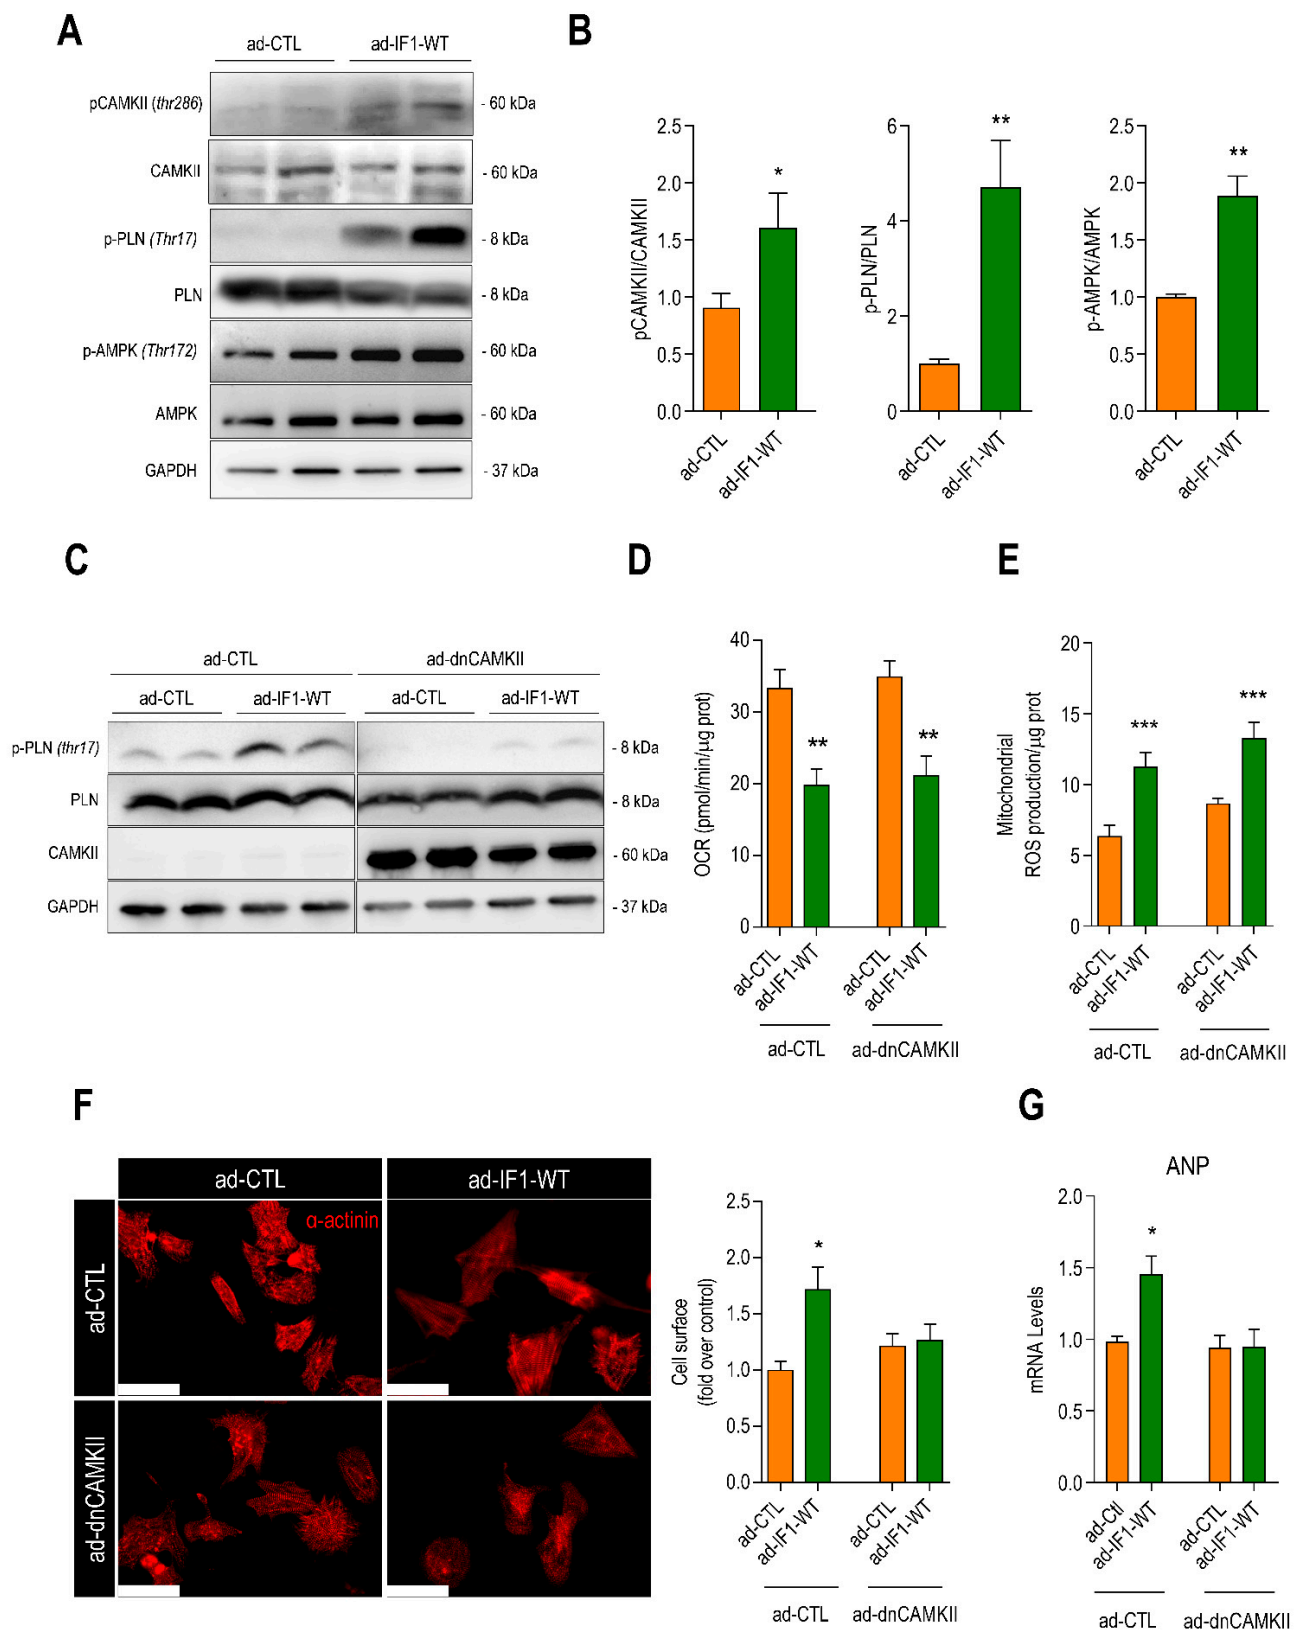 A
ad-CTL ad-IF1-WT
pCAMKII (thr286) - 60 kDa
CAMKII - 60 kDa
p-PLN (Thr17) - 8 kDa
PLN - 8 kDa
p-AMPK (Thr172) - 60 kDa
AMPK - 60 kDa
GAPDH - 37 kDa
B
pCAMKII/CAMKII
2.5
2.0
1.5
1.0
0.5
0.0
*
ad-CTL
ad-IF1-WT
p-PLN/PLN
6
4
2
0
**
ad-CTL
ad-IF1-WT
p-AMPK/AMPK
2.5
2.0
1.5
1.0
0.5
0.0
**
ad-CTL
ad-IF1-WT
C
ad-CTL ad-dnCAMKII
ad-CTL ad-IF1-WT ad-CTL ad-IF1-WT
p-PLN (thr17) - 8 kDa
PLN - 8 kDa
CAMKII - 60 kDa
GAPDH - 37 kDa
D
OCR (pmol/min/µg prot)
40
30
20
10
0
** **
ad-CTL
ad-IF1-WT
ad-CTL
ad-IF1-WT
ad-CTL ad-dnCAMKII
E
Mitochondrial
ROS production/µg prot
20
15
10
5
0
*** ***
ad-CTL
ad-IF1-WT
ad-CTL
ad-IF1-WT
ad-CTL ad-dnCAMKII
F
ad-CTL ad-IF1-WT
ad-CTL
α-actinin
ad-dnCAMKII
Cell surface
(fold over control)
2.5
2.0
1.5
1.0
0.5
0.0
*
ad-CTL
ad-IF1-WT
ad-CTL
ad-IF1-WT
ad-CTL ad-dnCAMKII
G
ANP
mRNA Levels
2.0
1.5
1.0
0.5
0.0
*
ad-Ctl
ad-IF1-WT
ad-CTL
ad-IF1-WT
ad-CTL ad-dnCAMKII